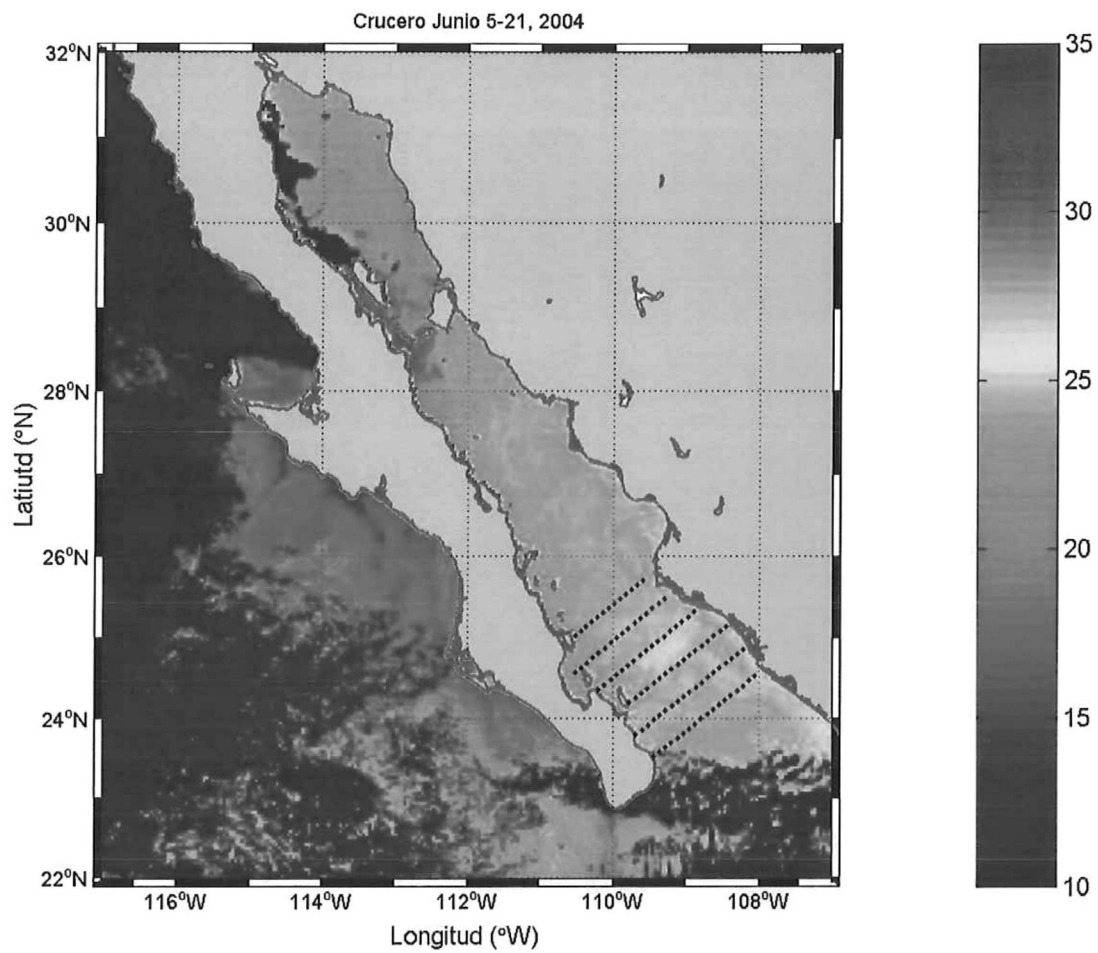 Crucero Junio 5-21, 2004
32°N
30°N
28°N
26°N
24°N
22°N
Latiutd (°N)
116°W
114°W
112°W
110°W
108°W
Longitud (°W)
35
30
25
20
15
10